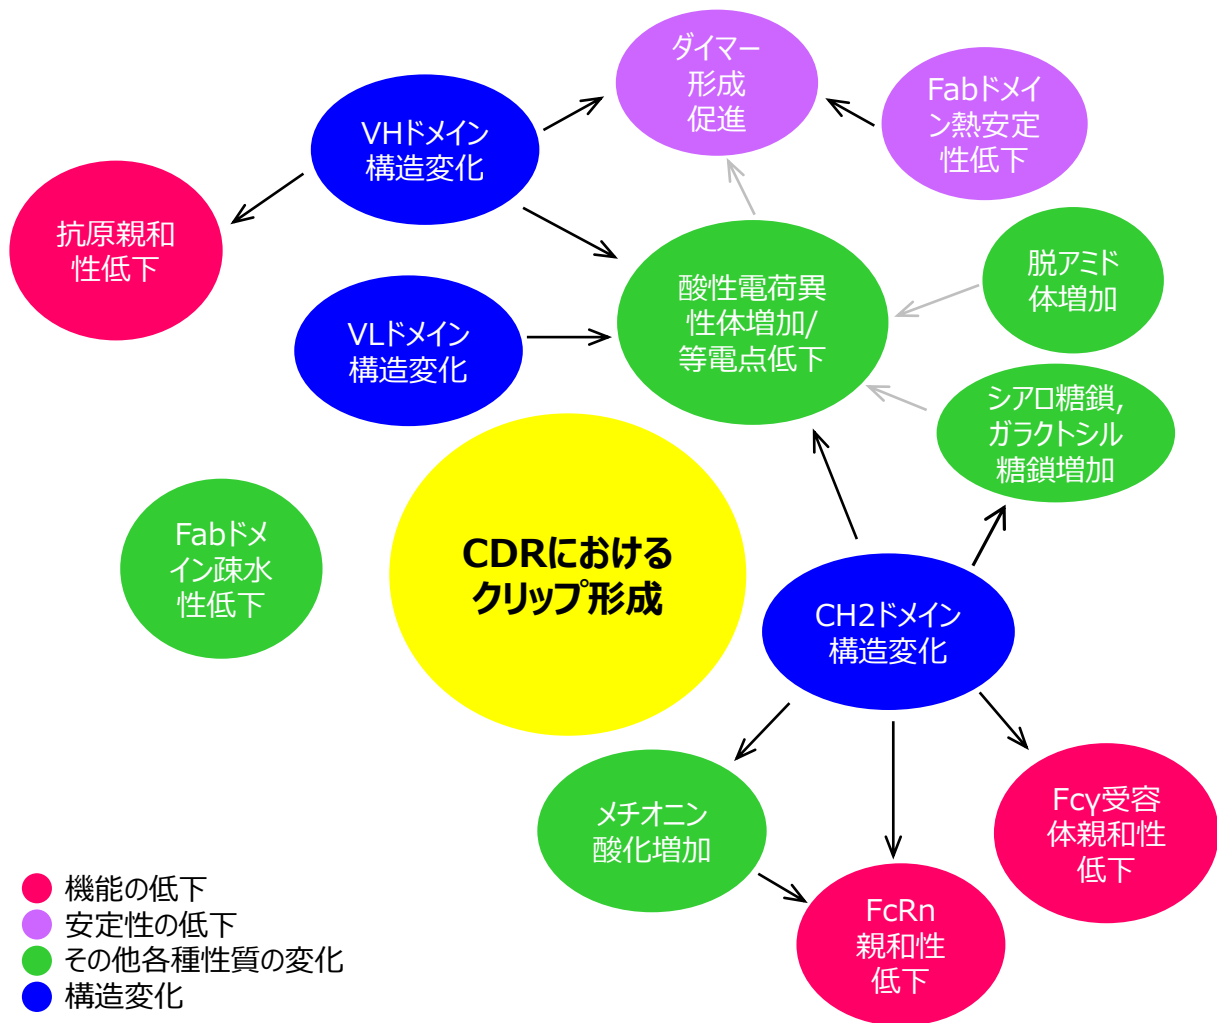 ダイマー
形成
促進
Fabドメイ
ン熱安定
性低下
VHドメイン
構造変化
抗原親和
性低下
脱アミド
体増加
酸性電荷異
性体増加/
等電点低下
VLドメイン
構造変化
シアロ糖鎖,
ガラクトシル
糖鎖増加
Fabドメ
イン疎水
性低下
CDRにおける
クリップ形成
CH2ドメイン
構造変化
メチオニン
酸化増加
Fcγ受容
体親和性
低下
FcRn
親和性
低下
機能の低下
安定性の低下
その他各種性質の変化
構造変化